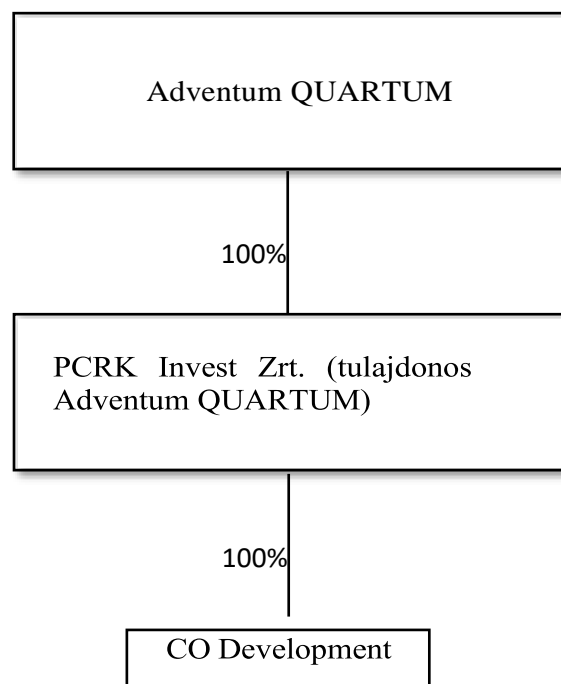 Adventum QUARTUM
100%
PCRK Invest Zrt. (tulajdonos
Adventum QUARTUM)
100%
CO Development